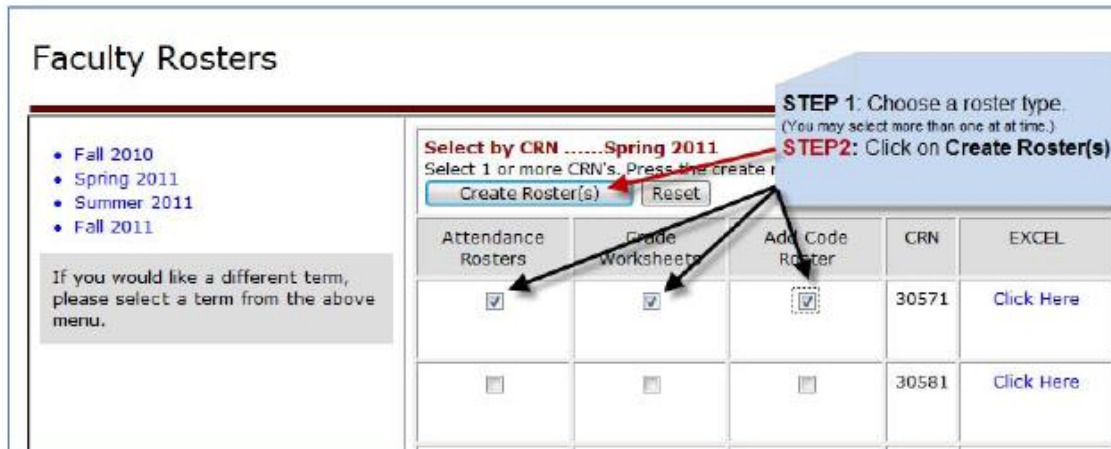 Faculty Rosters
• Fall 2010
• Spring 2011
• Summer 2011
• Fall 2011
If you would like a different term,
please select a term from the above
menu.
STEP 1: Choose a roster type.
(You may select more than one at at time.)
STEP2: Click on Create Roster(s)
Select by CRN ......Spring 2011
Select 1 or more CRN's. Press the create
Create Roster(s) Reset
Attendance Rosters Grade Worksheets Add Code Roster CRN EXCEL
30571 Click Here
30581 Click Here